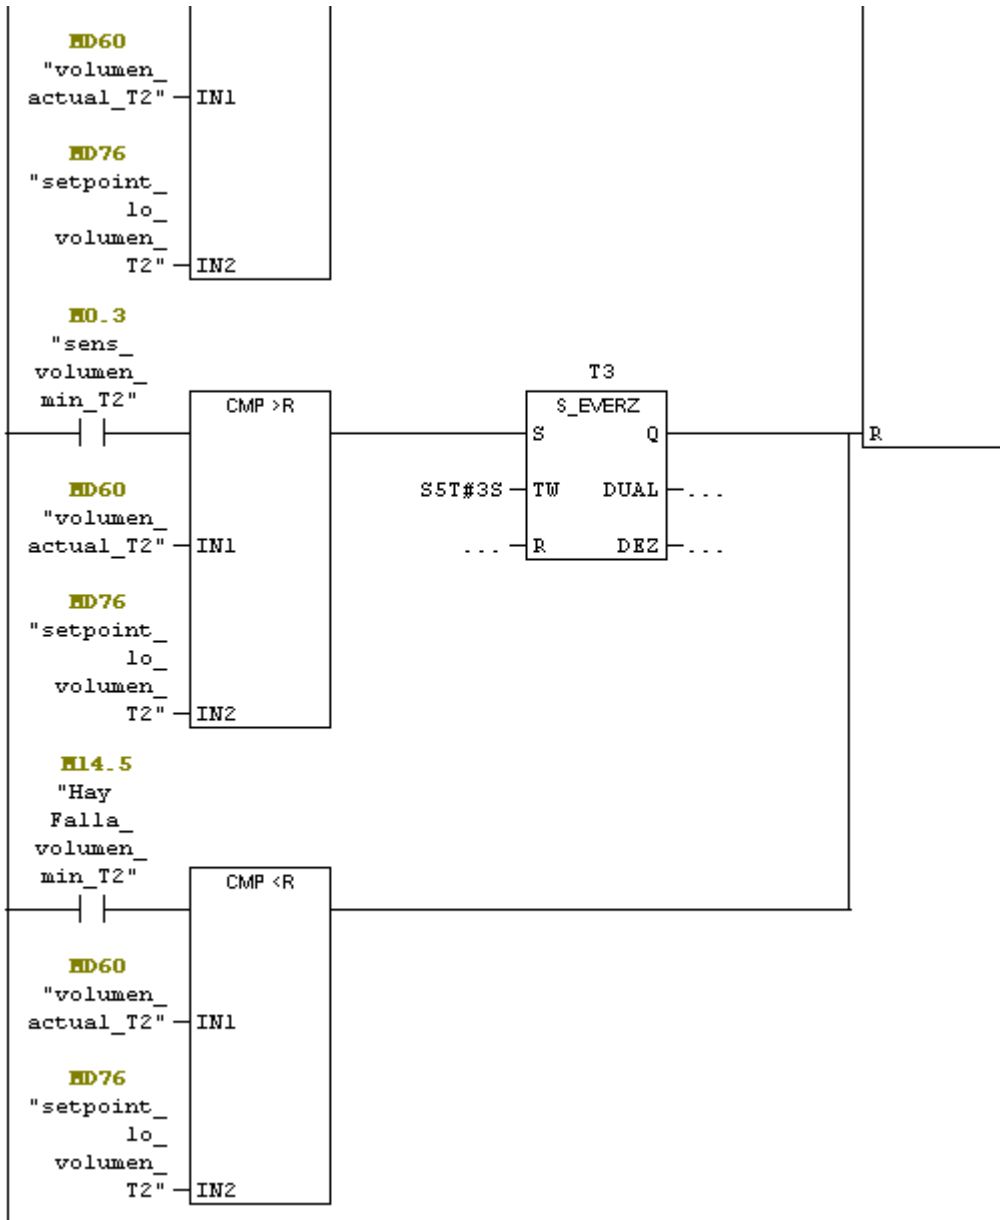 MD60
"volumen_
actual_T2"
IN1
MD76
"setpoint_
lo_
volumen_
T2"
IN2
M0.3
"sens_
volumen_
min_T2"
CMP >R
MD60
"volumen_
actual_T2"
IN1
MD76
"setpoint_
lo_
volumen_
T2"
IN2
T3
S_EVERZ
S Q
S5T#3S TW DUAL ...
... R DEZ ...
R
M14.5
"Hay
Falla_
volumen_
min_T2"
CMP <R
MD60
"volumen_
actual_T2"
IN1
MD76
"setpoint_
lo_
volumen_
T2"
IN2